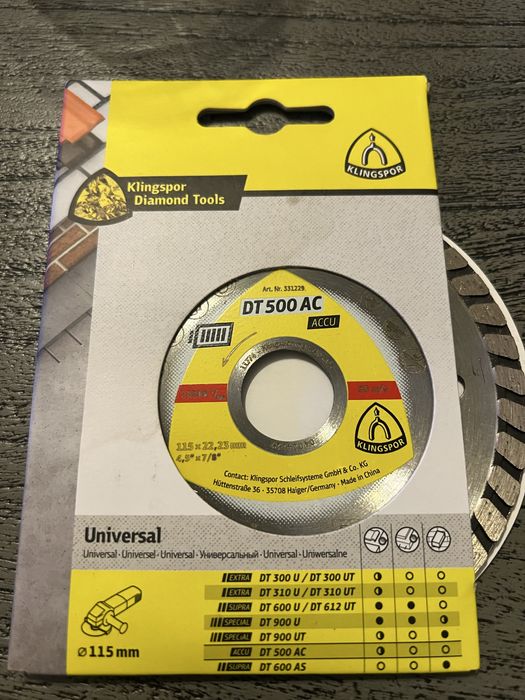 KLINGSPOR
Klingspor
Diamond Tools
Art. Nr. 331229
DT 500 AC
ACCU
115 x 22,23 mm
4,5" x 7/8"
KLINGSPOR
Contact: Klingspor Schleifsysteme GmbH & Co. KG
Hüttenstraße 36 - 35708 Haiger/Germany - Made in China
Universal
Universal · Universel · Universal · Универсальный · Universal · Uniwersalne
EXTRA DT 300 U / DT 300 UT
EXTRA DT 310 U / DT 310 UT
SUPRA DT 600 U / DT 612 UT
SPECIAL DT 900 U
SPECIAL DT 900 UT
ACCU DT 500 AC
SUPRA DT 600 AS
⌀ 115 mm